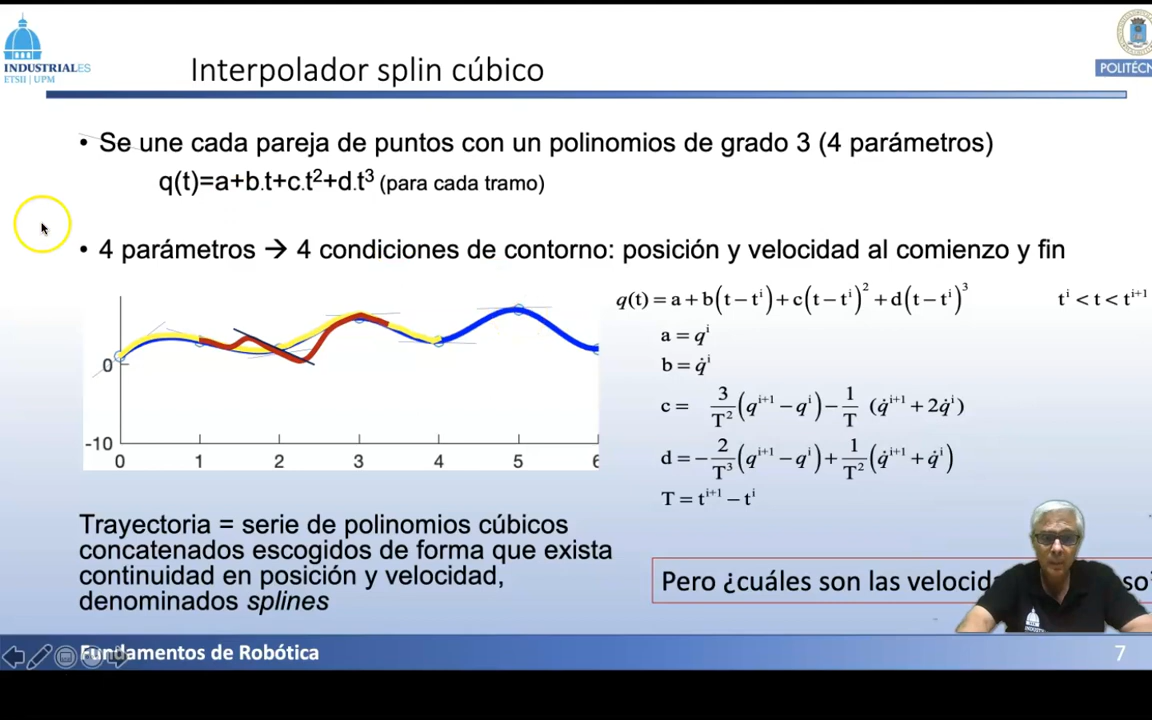 INDUSTRIALES
ETSII | UPM
Interpolador splin cúbico
POLITÉCN
• Se une cada pareja de puntos con un polinomios de grado 3 (4 parámetros)
q(t)=a+b.t+c.t²+d.t³ (para cada tramo)
• 4 parámetros → 4 condiciones de contorno: posición y velocidad al comienzo y fin
q(t) = a + b(t − tⁱ) + c(t − tⁱ)² + d(t − tⁱ)³ tⁱ < t < tⁱ⁺¹
a = qⁱ
b = q̇ⁱ
c = 3/T² (qⁱ⁺¹ − qⁱ) − 1/T (q̇ⁱ⁺¹ + 2q̇ⁱ)
d = − 2/T³ (qⁱ⁺¹ − qⁱ) + 1/T² (q̇ⁱ⁺¹ + q̇ⁱ)
T = tⁱ⁺¹ − tⁱ
0
-10
0 1 2 3 4 5 6
Trayectoria = serie de polinomios cúbicos
concatenados escogidos de forma que exista
continuidad en posición y velocidad,
denominados splines
Pero ¿cuáles son las velocida so?
Fundamentos de Robótica
7